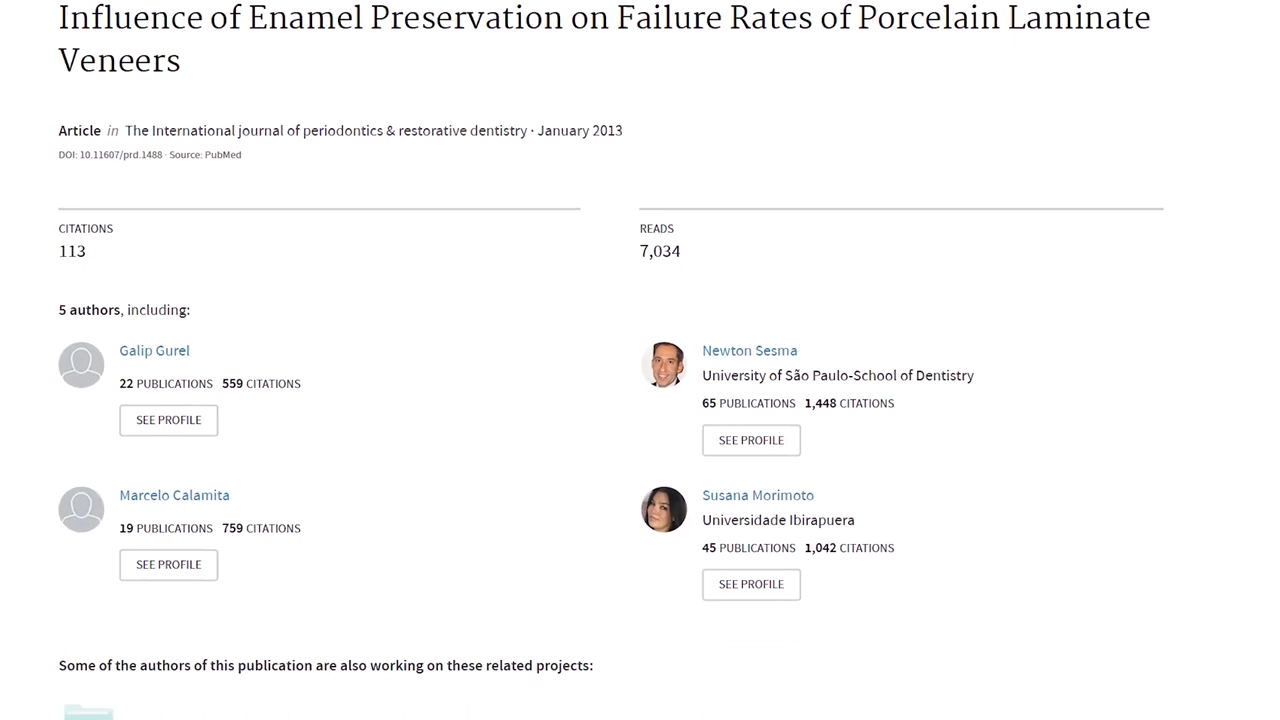 Influence of Enamel Preservation on Failure Rates of Porcelain Laminate
Veneers
Article in The International journal of periodontics & restorative dentistry · January 2013
DOI: 10.11607/prd.1488 · Source: PubMed
CITATIONS
113
READS
7,034
5 authors, including:
Galip Gurel
22 PUBLICATIONS 559 CITATIONS
SEE PROFILE
Newton Sesma
University of São Paulo-School of Dentistry
65 PUBLICATIONS 1,448 CITATIONS
SEE PROFILE
Marcelo Calamita
19 PUBLICATIONS 759 CITATIONS
SEE PROFILE
Susana Morimoto
Universidade Ibirapuera
45 PUBLICATIONS 1,042 CITATIONS
SEE PROFILE
Some of the authors of this publication are also working on these related projects: